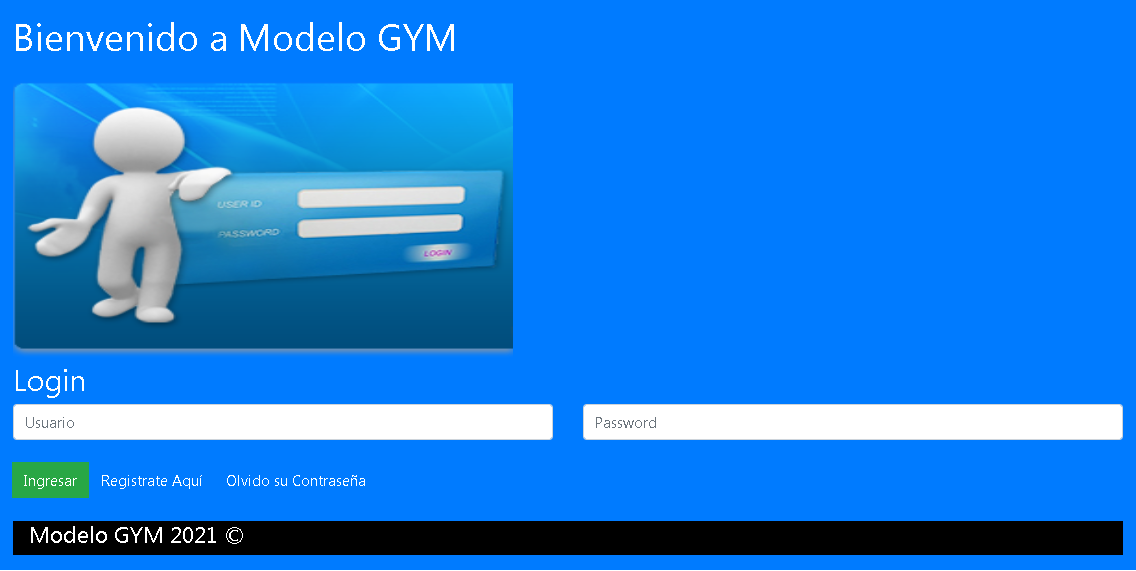 Bienvenido a Modelo GYM
USER ID
PASSWORD
LOGIN
Login
Usuario
Password
Ingresar
Registrate Aquí
Olvido su Contraseña
Modelo GYM 2021 ©